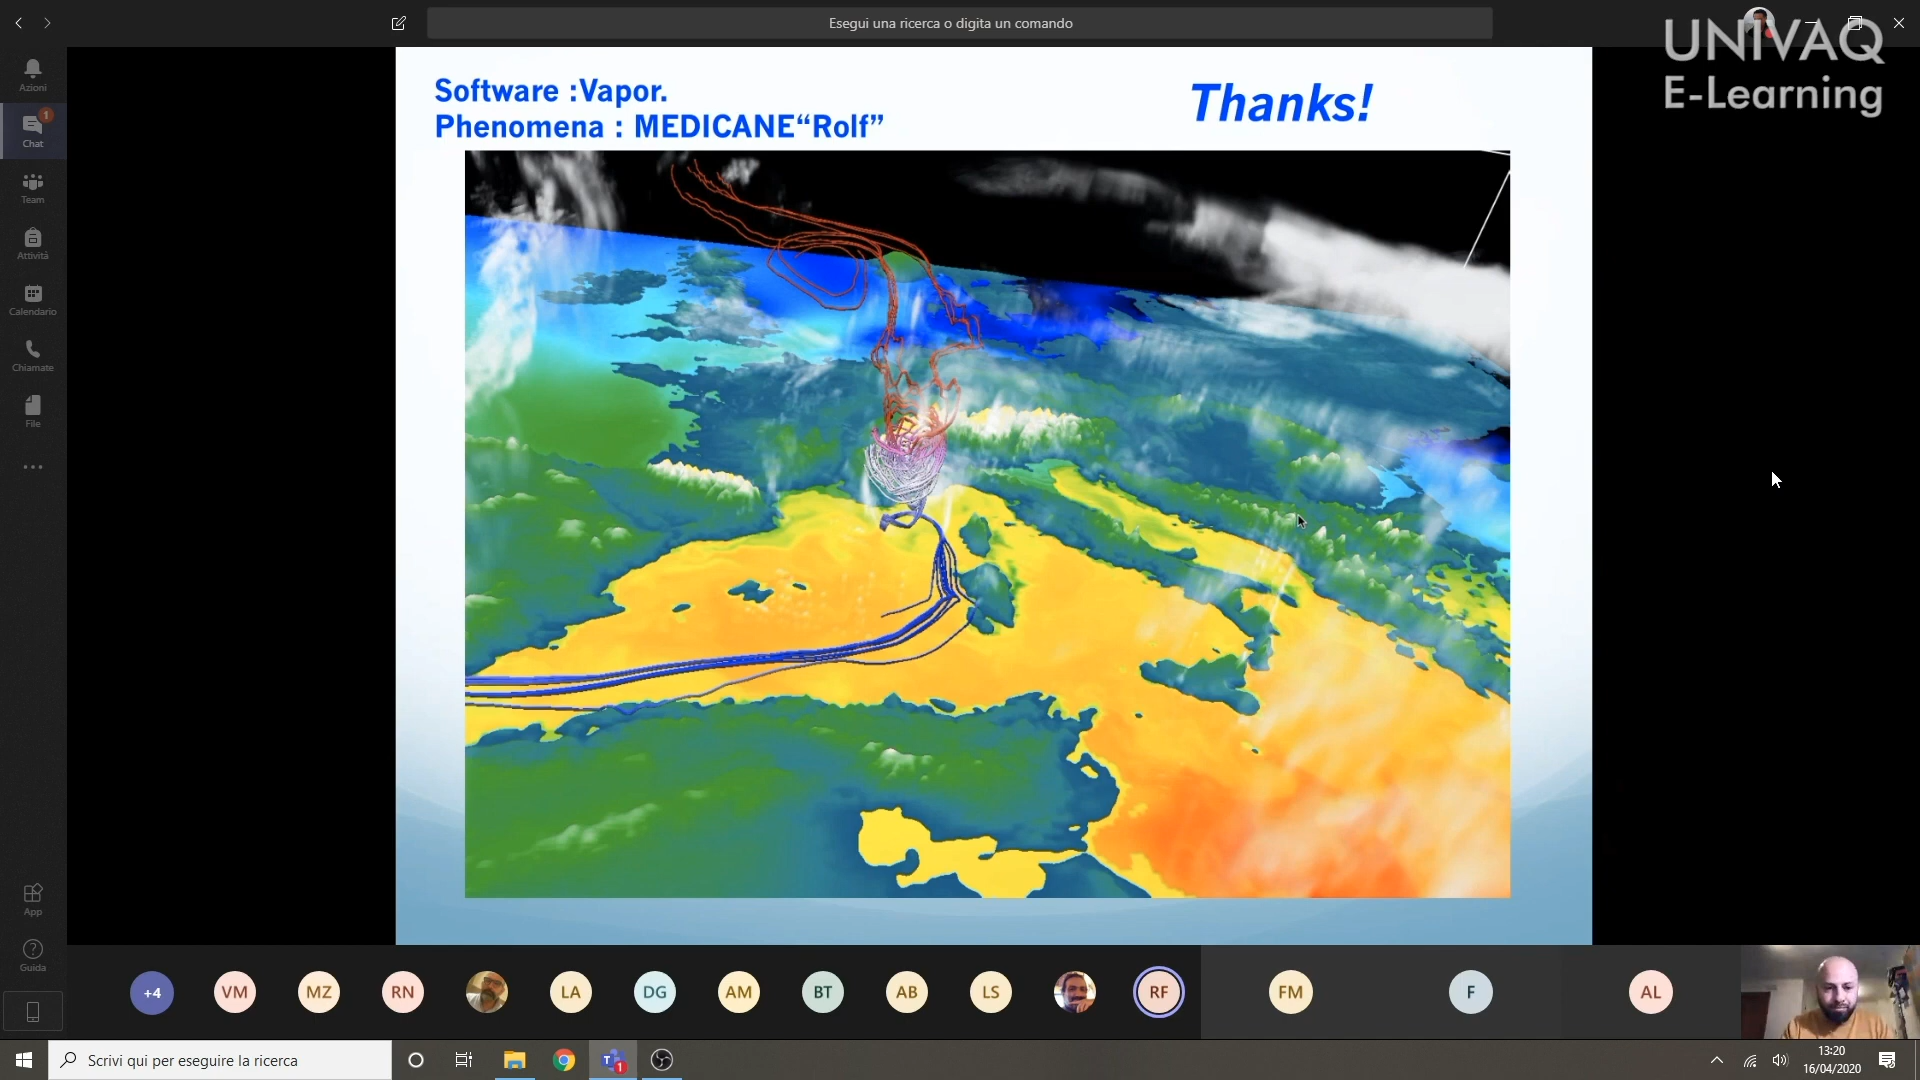 Esegui una ricerca o digita un comando
UNIVAQ
E-Learning
Azioni
1
Chat
Team
Attività
Calendario
Chiamate
File
App
Guida
Software :Vapor.
Phenomena : MEDICANE“Rolf”
Thanks!
+4
VM
MZ
RN
LA
DG
AM
BT
AB
LS
RF
FM
F
AL
Scrivi qui per eseguire la ricerca
T
1
13:20
16/04/2020